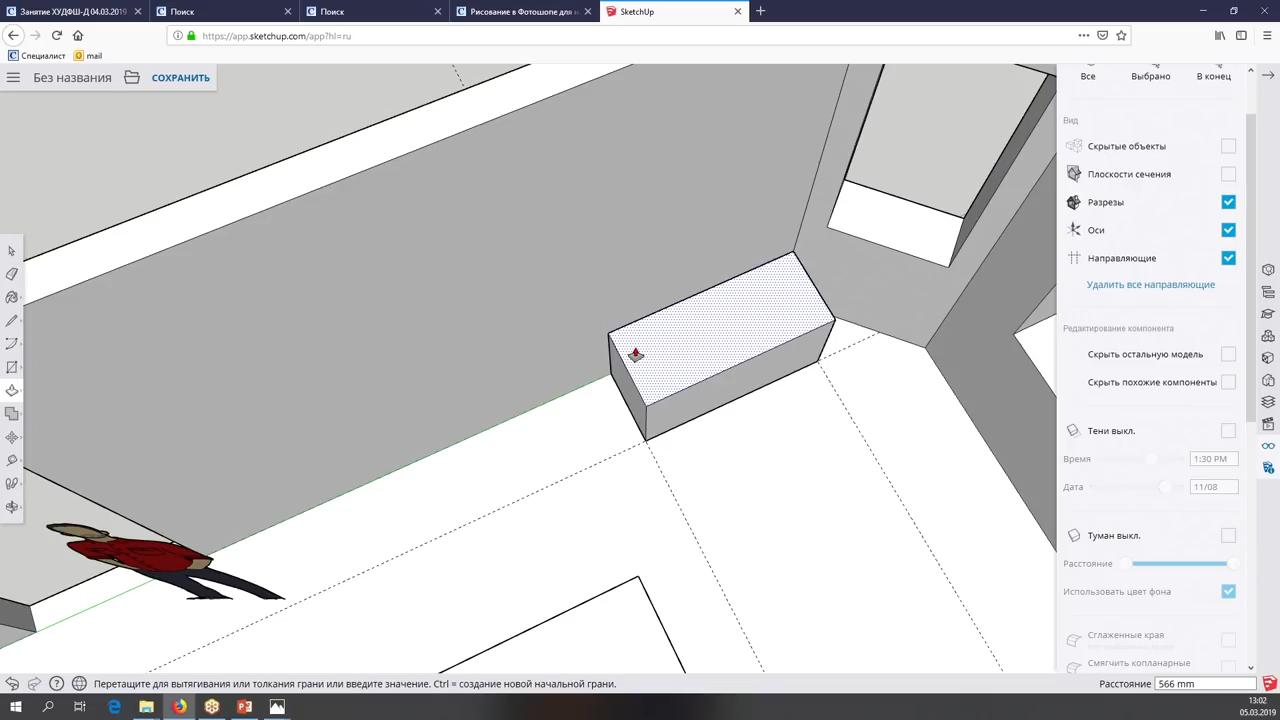 Занятие ХУДФШ-Д 04.03.2019
Поиск
Поиск
Рисование в Фотошопе для н
SketchUp
https://app.sketchup.com/app?hl=ru
Специалист
mail
Без названия
СОХРАНИТЬ
Все
Выбрано
В конец
Вид
Скрытые объекты
Плоскости сечения
Разрезы
Оси
Направляющие
Удалить все направляющие
Редактирование компонента
Скрыть остальную модель
Скрыть похожие компоненты
Тени выкл.
Время
1:30 PM
Дата
11/08
Туман выкл.
Расстояние
Использовать цвет фона
Сглаженные края
Смягчить копланарные
Перетащите для вытягивания или толкания грани или введите значение. Ctrl = создание новой начальной грани.
Расстояние
566 mm
13:02
05.03.2019